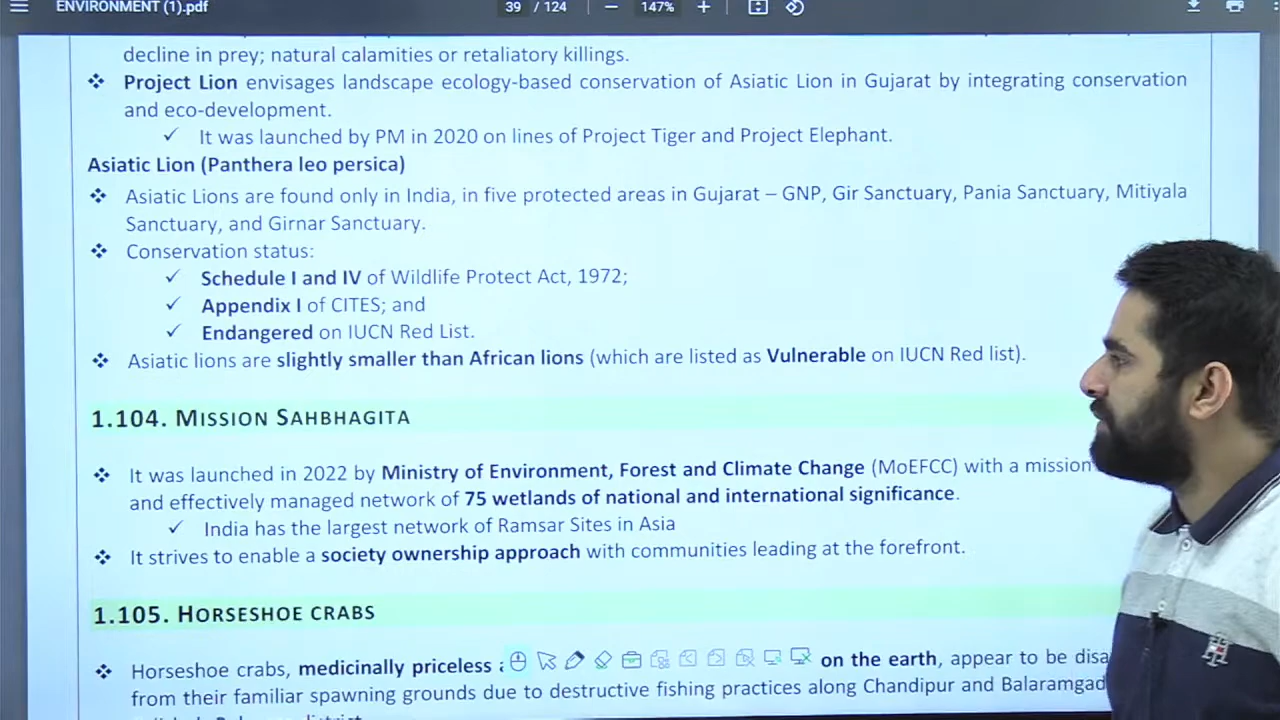 ENVIRONMENT (1).pdf 39 / 124 147%
decline in prey; natural calamities or retaliatory killings.
❖ Project Lion envisages landscape ecology-based conservation of Asiatic Lion in Gujarat by integrating conservation
and eco-development.
✓ It was launched by PM in 2020 on lines of Project Tiger and Project Elephant.
Asiatic Lion (Panthera leo persica)
❖ Asiatic Lions are found only in India, in five protected areas in Gujarat – GNP, Gir Sanctuary, Pania Sanctuary, Mitiyala
Sanctuary, and Girnar Sanctuary.
❖ Conservation status:
✓ Schedule I and IV of Wildlife Protect Act, 1972;
✓ Appendix I of CITES; and
✓ Endangered on IUCN Red List.
❖ Asiatic lions are slightly smaller than African lions (which are listed as Vulnerable on IUCN Red list).
1.104. MISSION SAHBHAGITA
❖ It was launched in 2022 by Ministry of Environment, Forest and Climate Change (MoEFCC) with a mission
and effectively managed network of 75 wetlands of national and international significance.
✓ India has the largest network of Ramsar Sites in Asia
❖ It strives to enable a society ownership approach with communities leading at the forefront.
1.105. HORSESHOE CRABS
❖ Horseshoe crabs, medicinally priceless on the earth, appear to be
from their familiar spawning grounds due to destructive fishing practices along Chandipur and Balaramgad